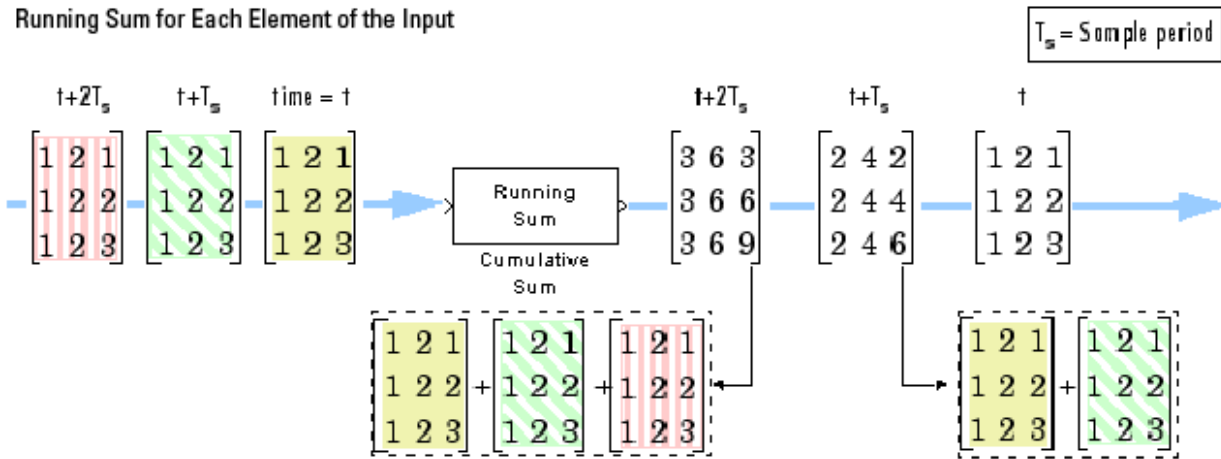 Running Sum for Each Element of the Input
Tₛ = Sample period
t+2Tₛ t+Tₛ time = t t+2Tₛ t+Tₛ t
1 2 1 1 2 1 1 2 1 3 6 3 2 4 2 1 2 1
1 2 2 1 2 2 1 2 2 Running Sum 3 6 6 2 4 4 1 2 2
1 2 3 1 2 3 1 2 3 3 6 9 2 4 6 1 2 3
Cumulative
Sum
1 2 1 1 2 1 1 2 1 1 2 1 1 2 1
1 2 2 + 1 2 2 + 1 2 2 1 2 2 + 1 2 2
1 2 3 1 2 3 1 2 3 1 2 3 1 2 3